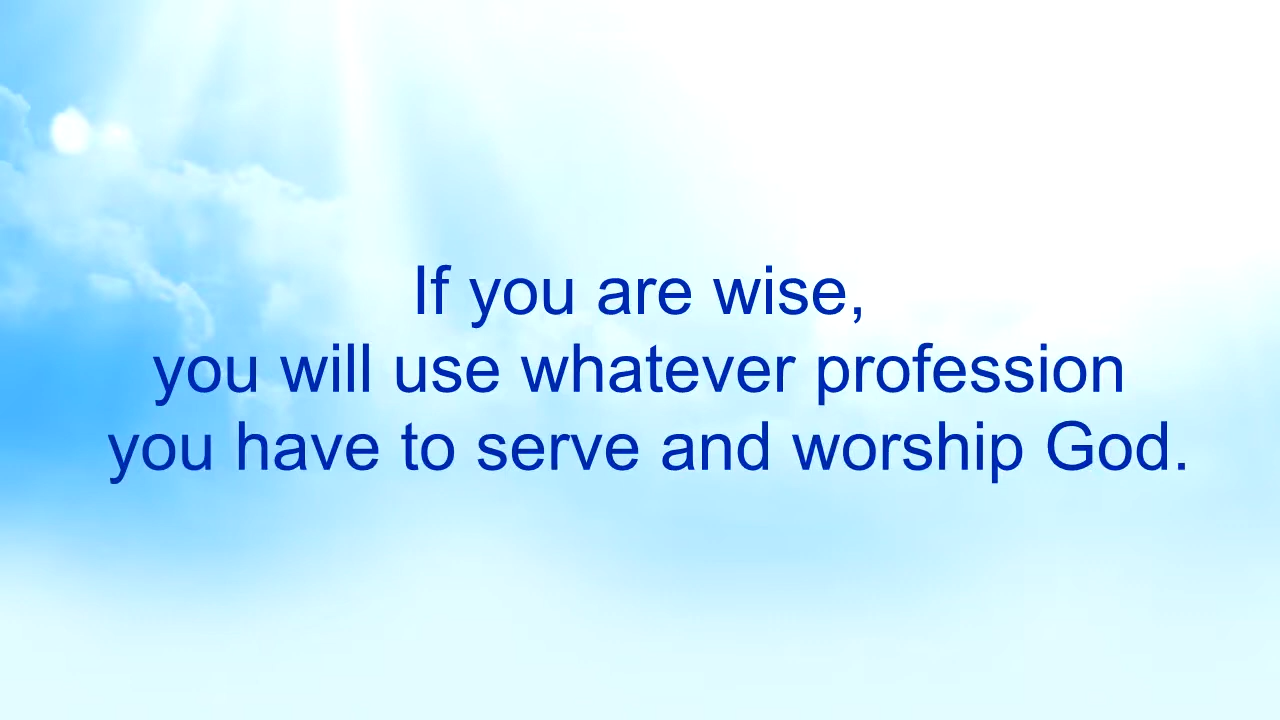 If you are wise,
you will use whatever profession
you have to serve and worship God.